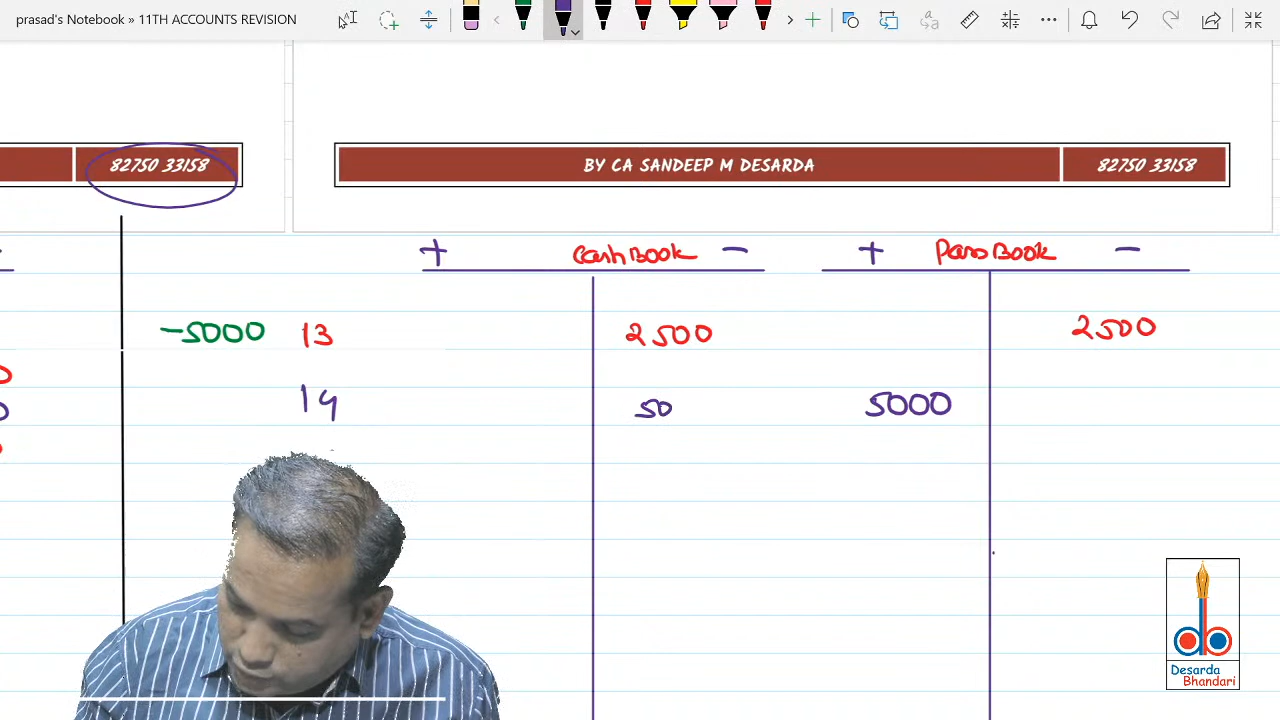 prasad's Notebook » 11TH ACCOUNTS REVISION
82750 33158
BY CA SANDEEP M DESARDA 82750 33158
+ Cash Book − + Pass Book −
−5000 13 2500 2500
14 50 5000
Desarda
Bhandari